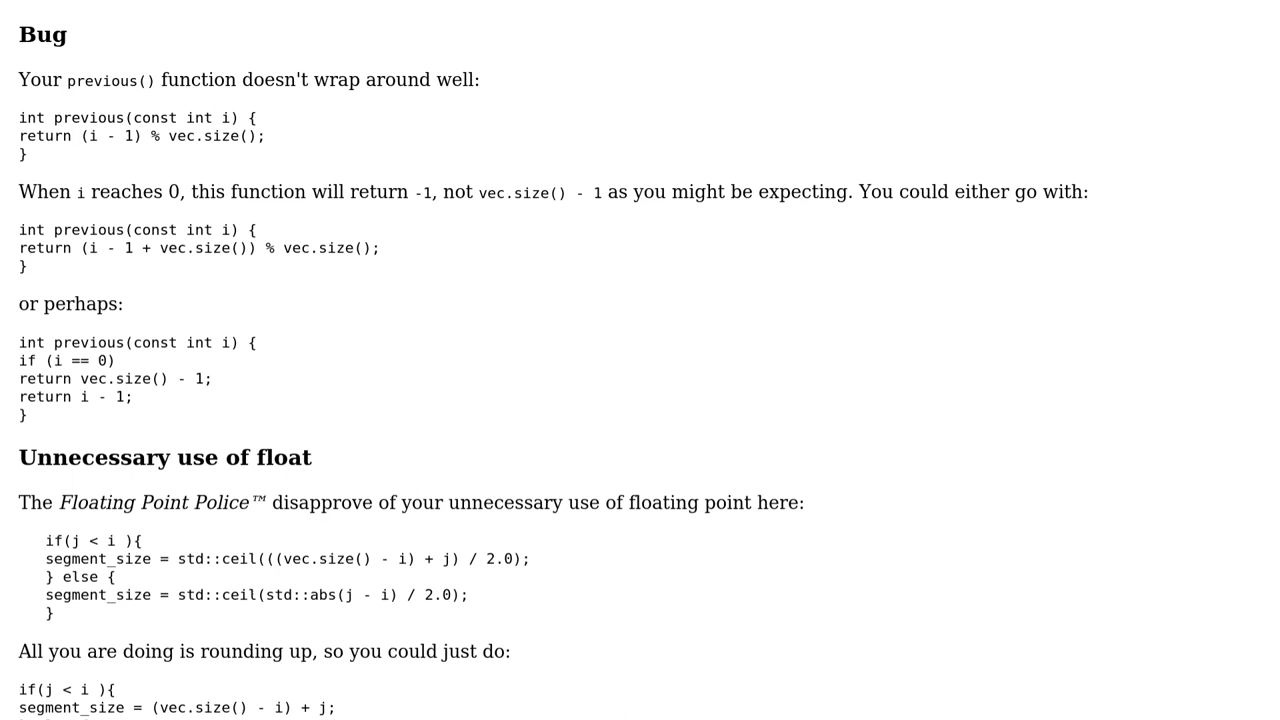 Bug
Your previous() function doesn't wrap around well:
int previous(const int i) {
return (i - 1) % vec.size();
}
When i reaches 0, this function will return -1, not vec.size() - 1 as you might be expecting. You could either go with:
int previous(const int i) {
return (i - 1 + vec.size()) % vec.size();
}
or perhaps:
int previous(const int i) {
if (i == 0)
return vec.size() - 1;
return i - 1;
}
Unnecessary use of float
The Floating Point Police™ disapprove of your unnecessary use of floating point here:
if(j < i ){
segment_size = std::ceil(((vec.size() - i) + j) / 2.0);
} else {
segment_size = std::ceil(std::abs(j - i) / 2.0);
}
All you are doing is rounding up, so you could just do:
if(j < i ){
segment_size = (vec.size() - i) + j;